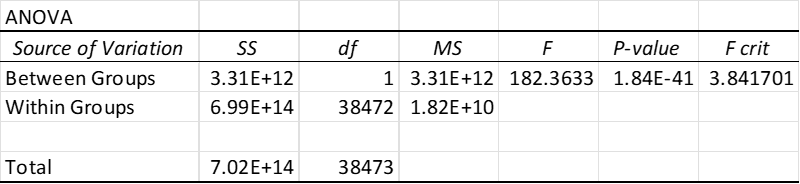 ANOVA
Source of Variation SS df MS F P-value F crit
Between Groups 3.31E+12 1 3.31E+12 182.3633 1.84E-41 3.841701
Within Groups 6.99E+14 38472 1.82E+10
Total 7.02E+14 38473